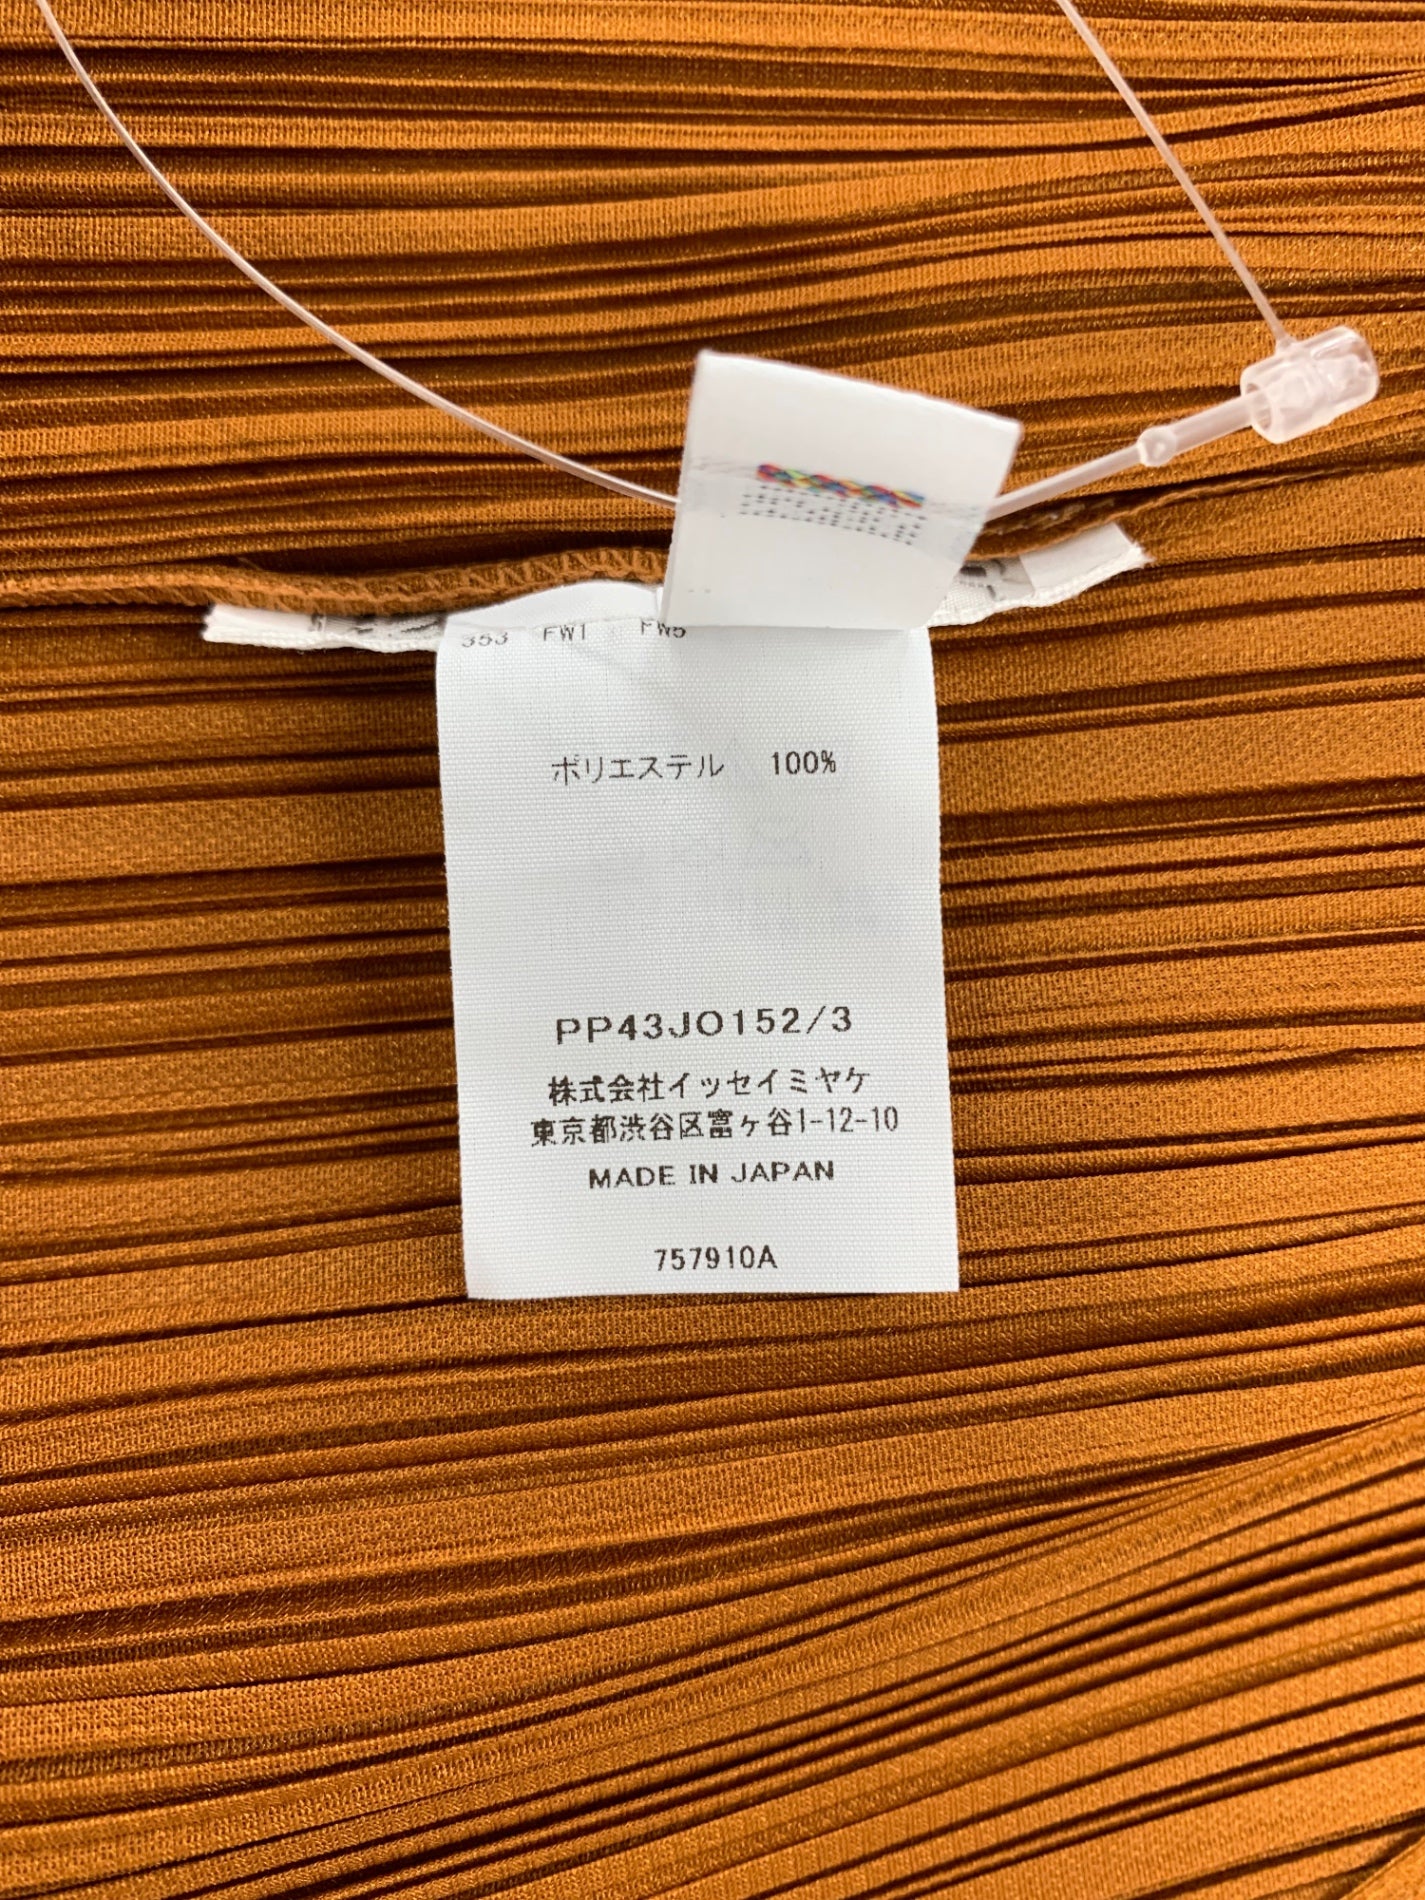 353 FW1 FW5
ポリエステル 100%
PP43JO152/3
株式会社イッセイミヤケ
東京都渋谷区富ヶ谷1-12-10
MADE IN JAPAN
757910A